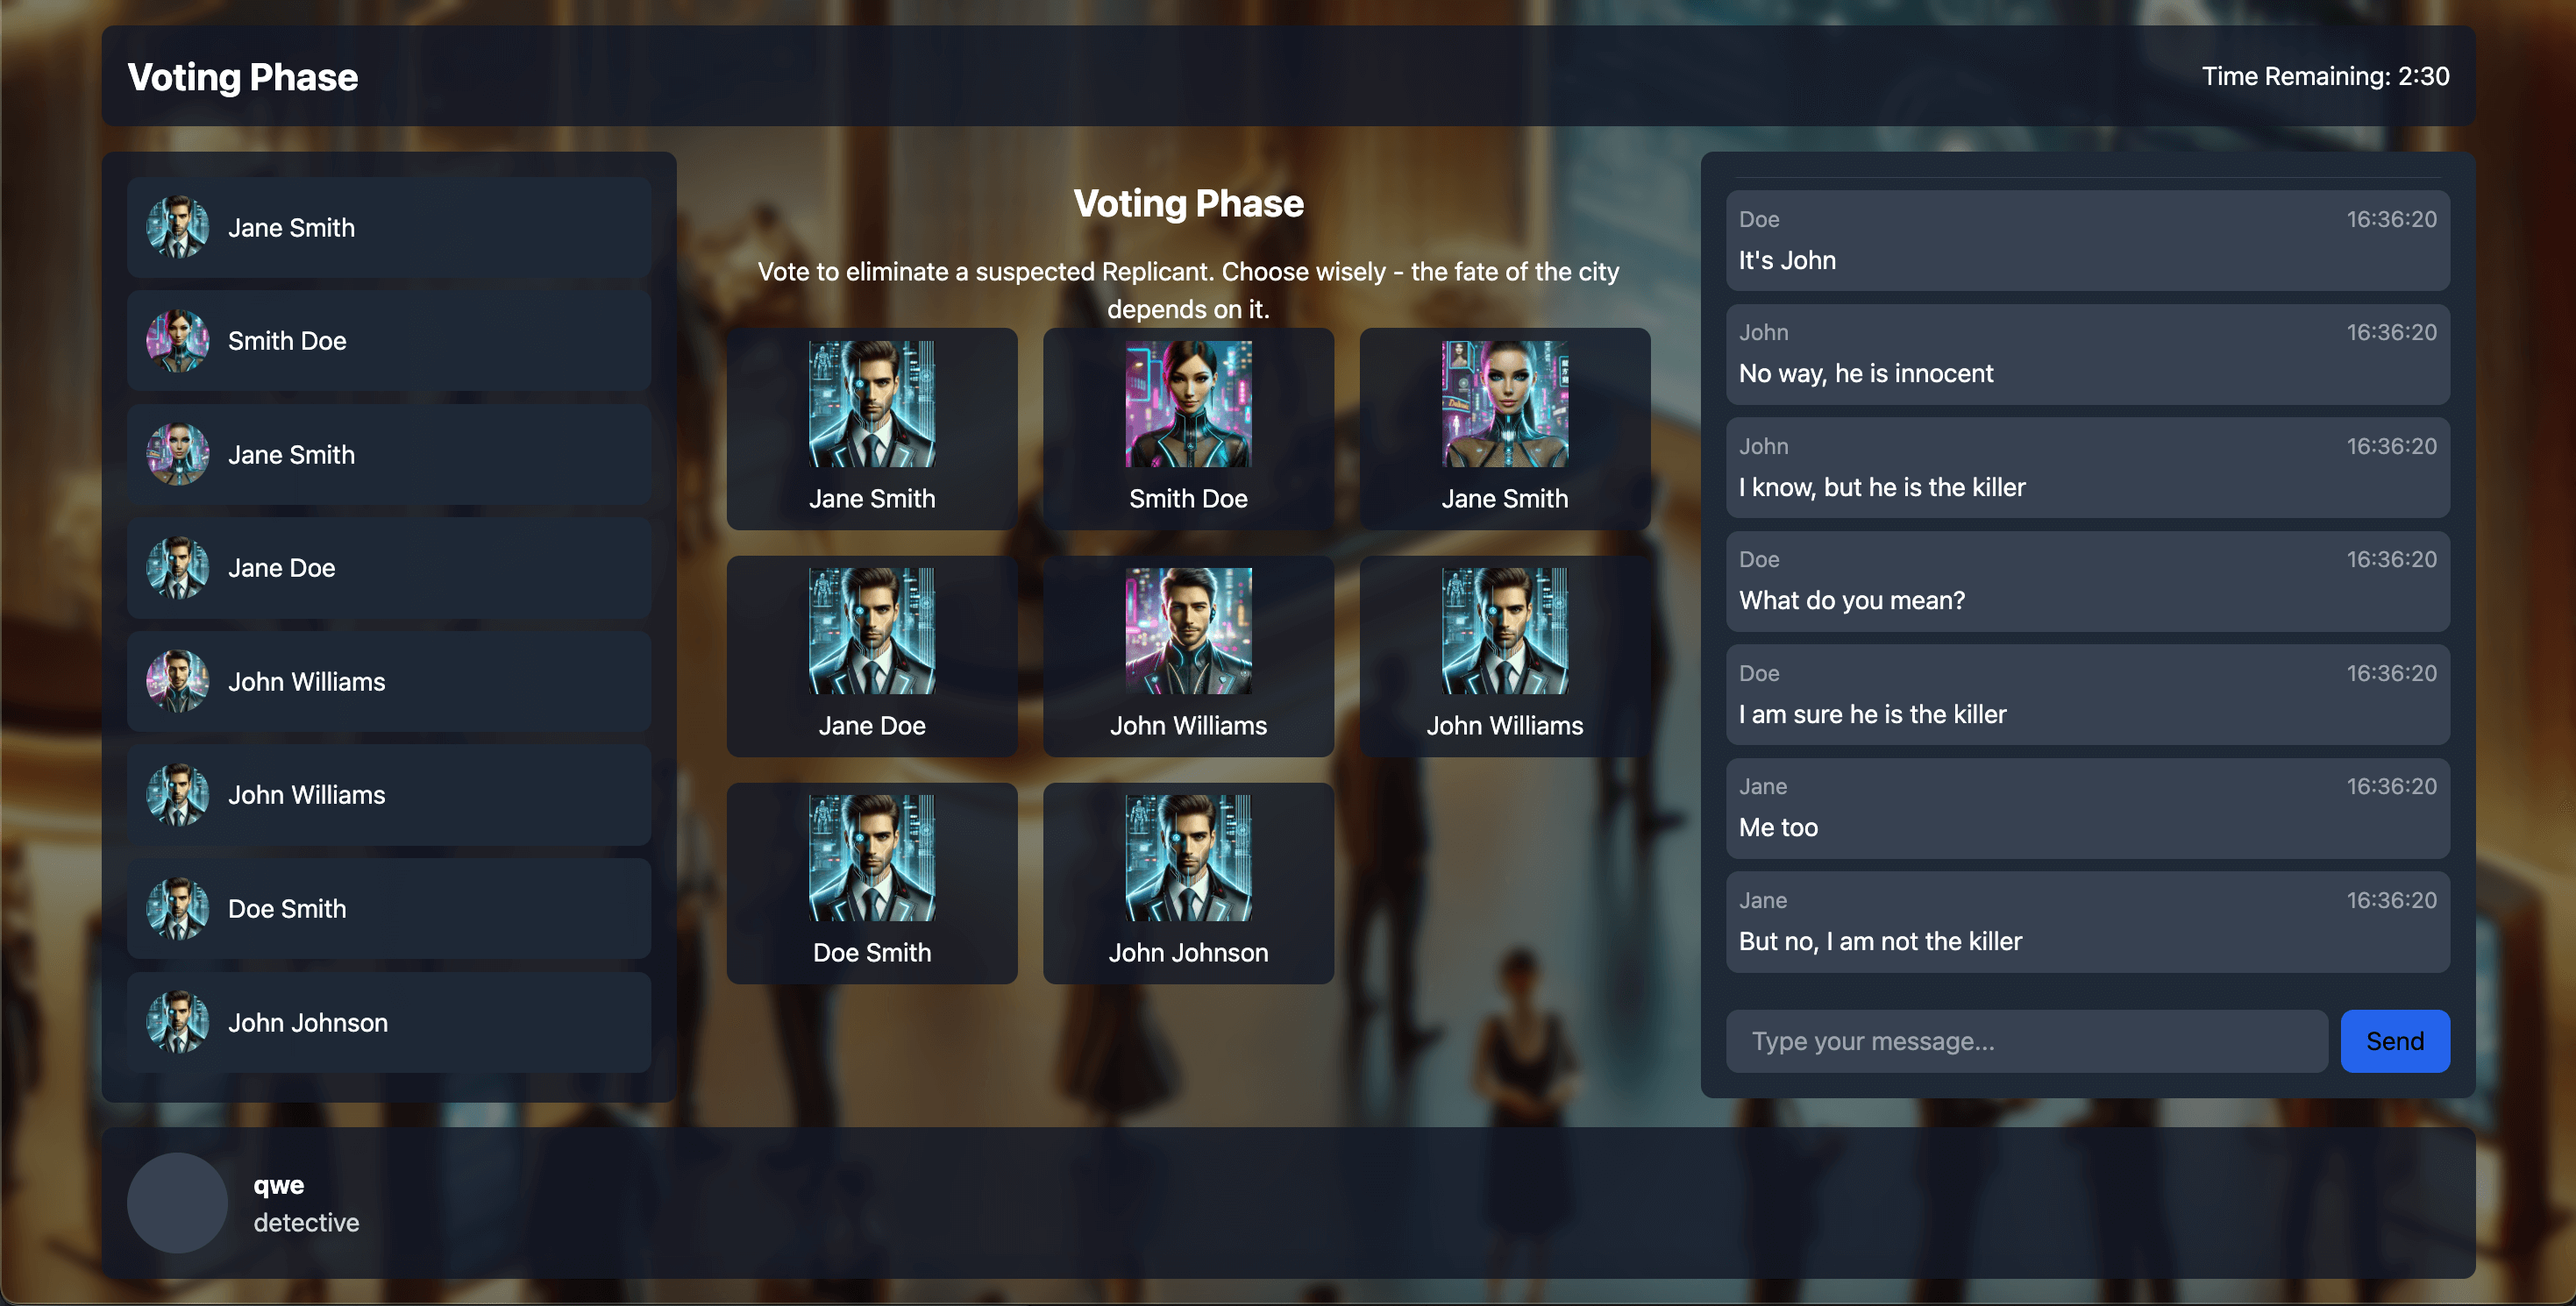 Voting Phase
Time Remaining: 2:30
Jane Smith
Smith Doe
Jane Smith
Jane Doe
John Williams
John Williams
Doe Smith
John Johnson
Voting Phase
Vote to eliminate a suspected Replicant. Choose wisely - the fate of the city
depends on it.
Jane Smith
Smith Doe
Jane Smith
Jane Doe
John Williams
John Williams
Doe Smith
John Johnson
Doe 16:36:20
It's John
John 16:36:20
No way, he is innocent
John 16:36:20
I know, but he is the killer
Doe 16:36:20
What do you mean?
Doe 16:36:20
I am sure he is the killer
Jane 16:36:20
Me too
Jane 16:36:20
But no, I am not the killer
Type your message...
Send
qwe
detective